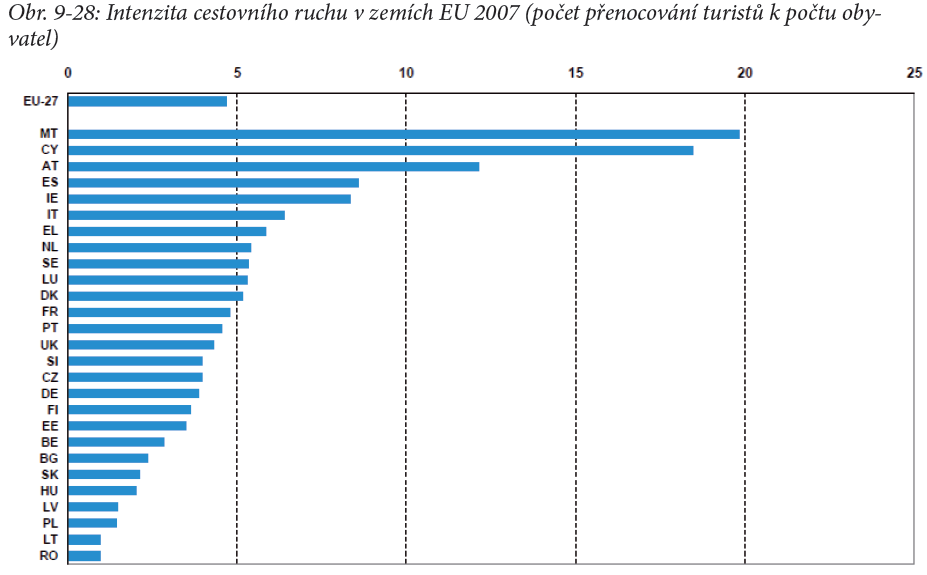 Obr. 9-28: Intenzita cestovního ruchu v zemích EU 2007 (počet přenocování turistů k počtu oby-
vatel)
0 5 10 15 20 25
EU-27
MT
CY
AT
ES
IE
IT
EL
NL
SE
LU
DK
FR
PT
UK
SI
CZ
DE
FI
EE
BE
BG
SK
HU
LV
PL
LT
RO